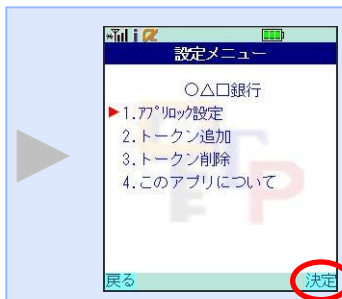 設定メニュー
○△□銀行
1.ｱﾌﾟﾘﾛｯｸ設定
2.トークン追加
3.トークン削除
4.このアプリについて
戻る 決定